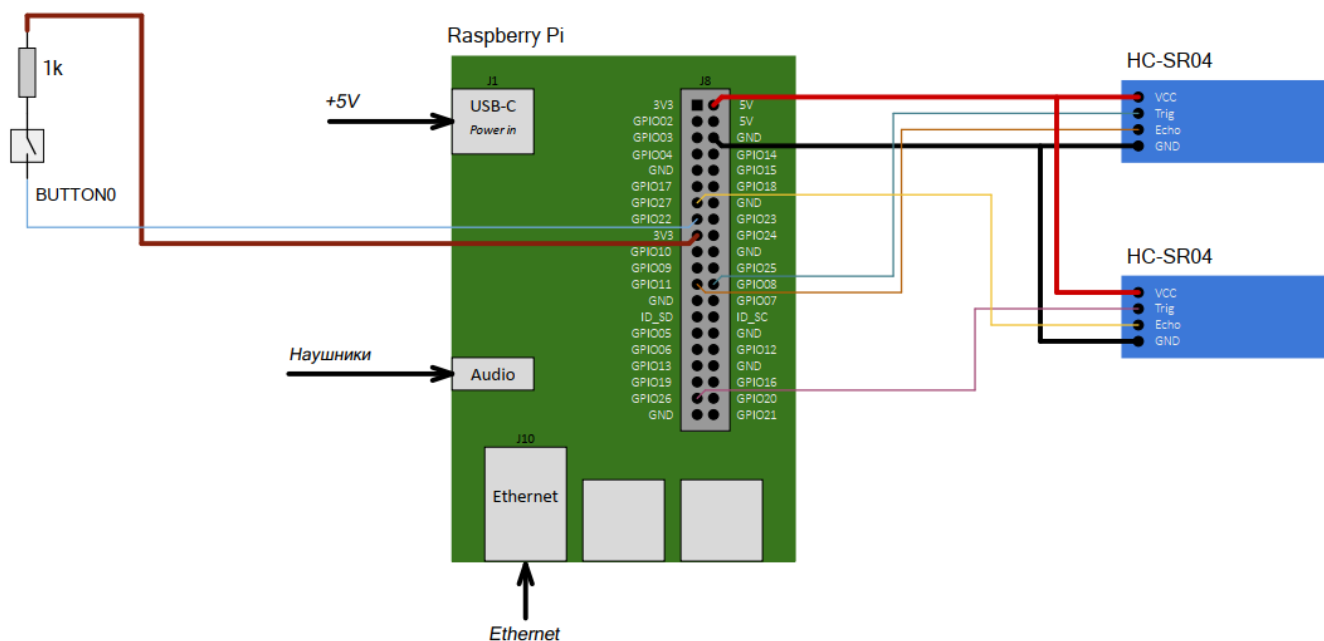 Raspberry Pi
HC-SR04
1k
J1
J8
+5V
USB-C
Power in
VCC
Trig
Echo
GND
3V3 5V
GPIO02 5V
GPIO03 GND
GPIO04 GPIO14
GND GPIO15
GPIO17 GPIO18
BUTTON0
GPIO27 GND
GPIO22 GPIO23
3V3 GPIO24
GPIO10 GND
GPIO09 GPIO25
GPIO11 GPIO08
GND GPIO07
ID_SD ID_SC
GPIO05 GND
GPIO06 GPIO12
GPIO13 GND
GPIO19 GPIO16
GPIO26 GPIO20
GND GPIO21
HC-SR04
VCC
Trig
Echo
GND
Наушники
Audio
J10
Ethernet
Ethernet